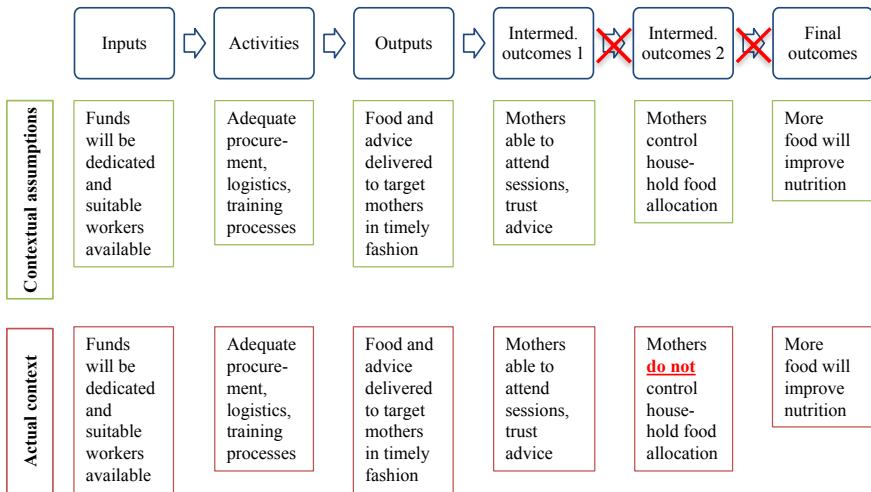 Inputs
Activities
Outputs
Intermed.
outcomes 1
Intermed.
outcomes 2
Final
outcomes
Contextual assumptions
Funds
will be
dedicated
and
suitable
workers
available
Adequate
procure-
ment,
logistics,
training
processes
Food and
advice
delivered
to target
mothers
in timely
fashion
Mothers
able to
attend
sessions,
trust
advice
Mothers
control
house-
hold food
allocation
More
food will
improve
nutrition
Actual context
Funds
will be
dedicated
and
suitable
workers
available
Adequate
procure-
ment,
logistics,
training
processes
Food and
advice
delivered
to target
mothers
in timely
fashion
Mothers
able to
attend
sessions,
trust
advice
Mothers
do not
control
house-
hold food
allocation
More
food will
improve
nutrition